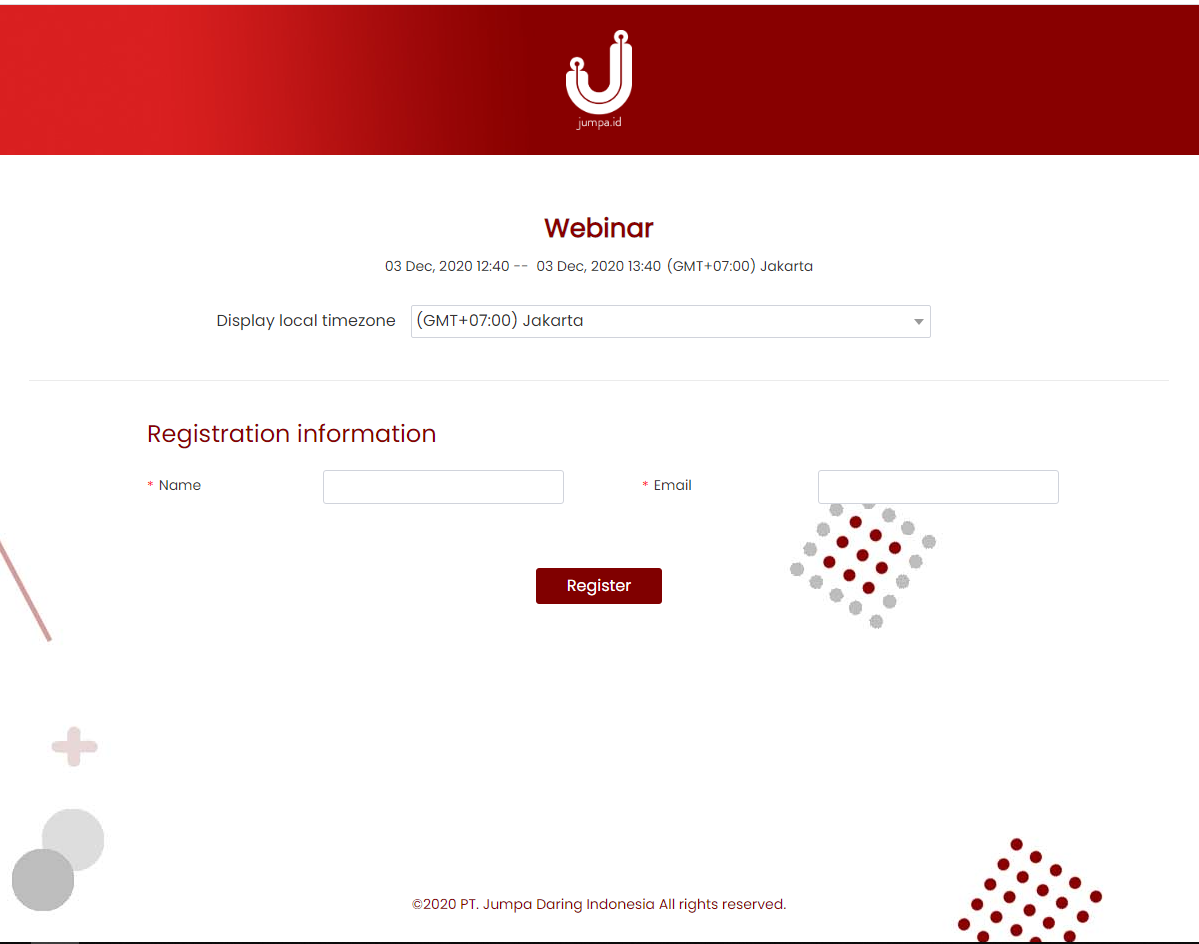 jumpa.id
Webinar
03 Dec, 2020 12:40 -- 03 Dec, 2020 13:40 (GMT+07:00) Jakarta
Display local timezone (GMT+07:00) Jakarta
Registration information
* Name * Email
Register
©2020 PT. Jumpa Daring Indonesia All rights reserved.